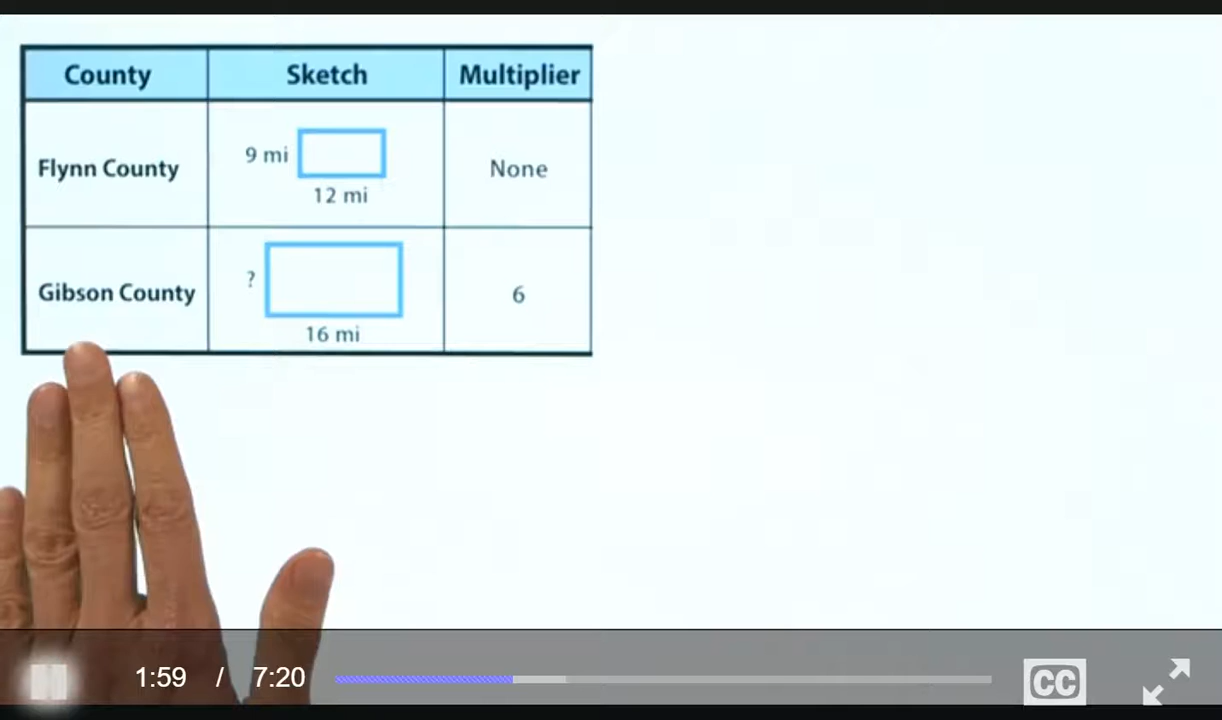 County Sketch Multiplier
Flynn County 9 mi None
12 mi
Gibson County ? 6
16 mi
1:59 / 7:20 CC